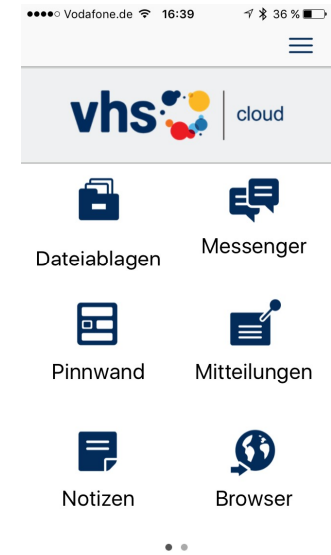 Vodafone.de 16:39 36 %
vhs cloud
Dateiablagen Messenger
Pinnwand Mitteilungen
Notizen Browser